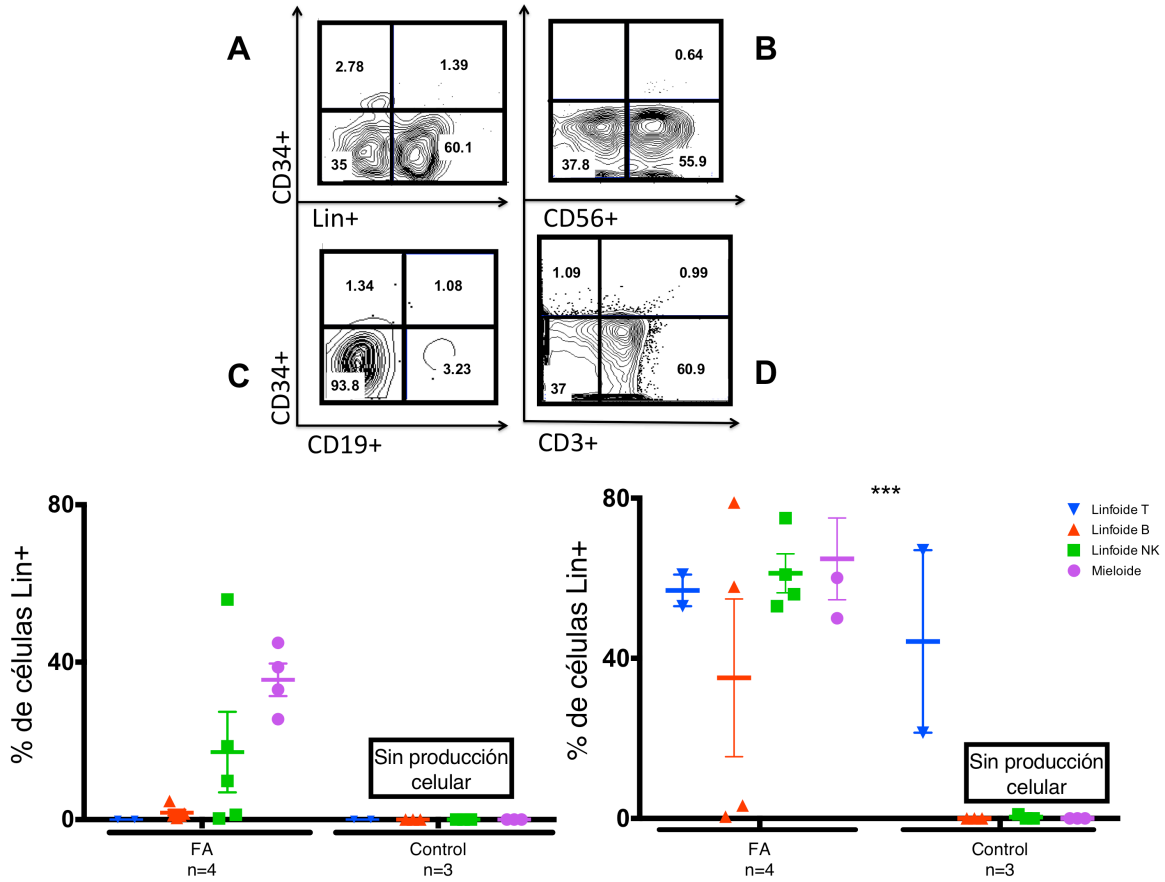 A
B
2.78
1.39
0.64
CD34+
35
60.1
37.8
55.9
Lin+
CD56+
1.34
1.08
1.09
0.99
CD34+
C
93.8
3.23
37
60.9
D
CD19+
CD3+
80
40
0
% de células Lin+
Sin producción
celular
FA
n=4
Control
n=3
80
40
0
% de células Lin+
***
Linfoide T
Linfoide B
Linfoide NK
Mieloide
Sin producción
celular
FA
n=4
Control
n=3